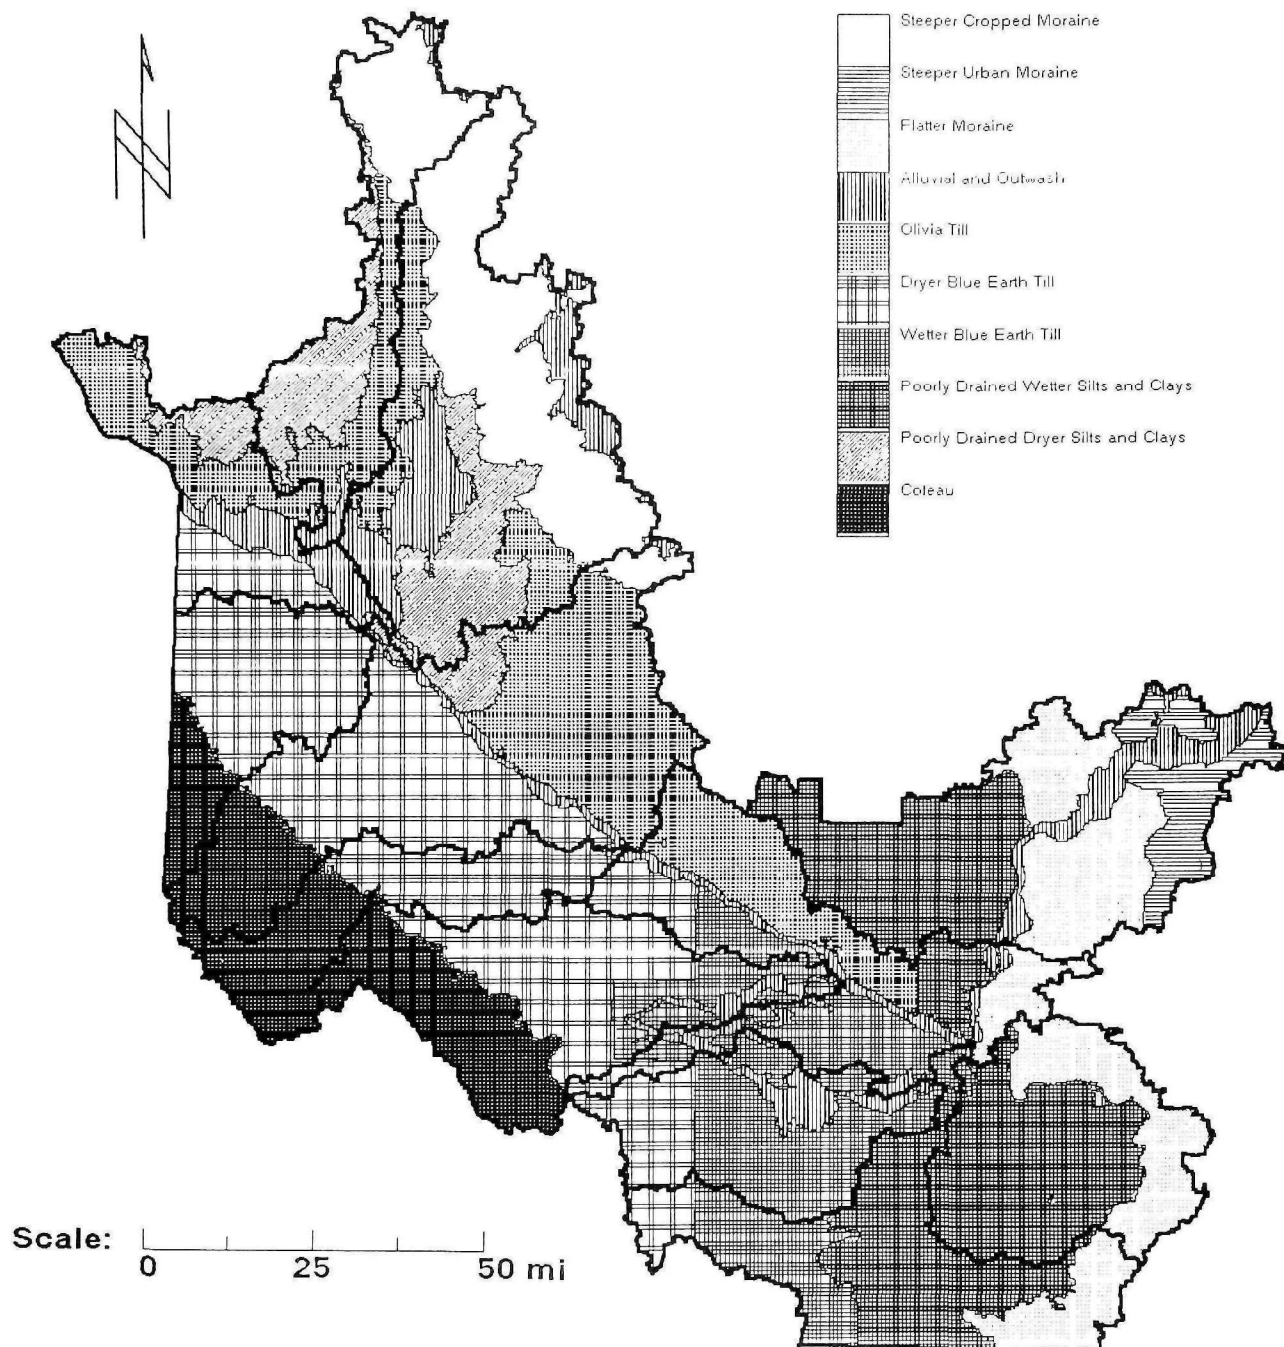 Steeper Cropped Moraine
Steeper Urban Moraine
Flatter Moraine
Alluvial and Outwash
Olivia Till
Dryer Blue Earth Till
Wetter Blue Earth Till
Poorly Drained Wetter Silts and Clays
Poorly Drained Dryer Silts and Clays
Coteau
Scale:
0 25 50 mi